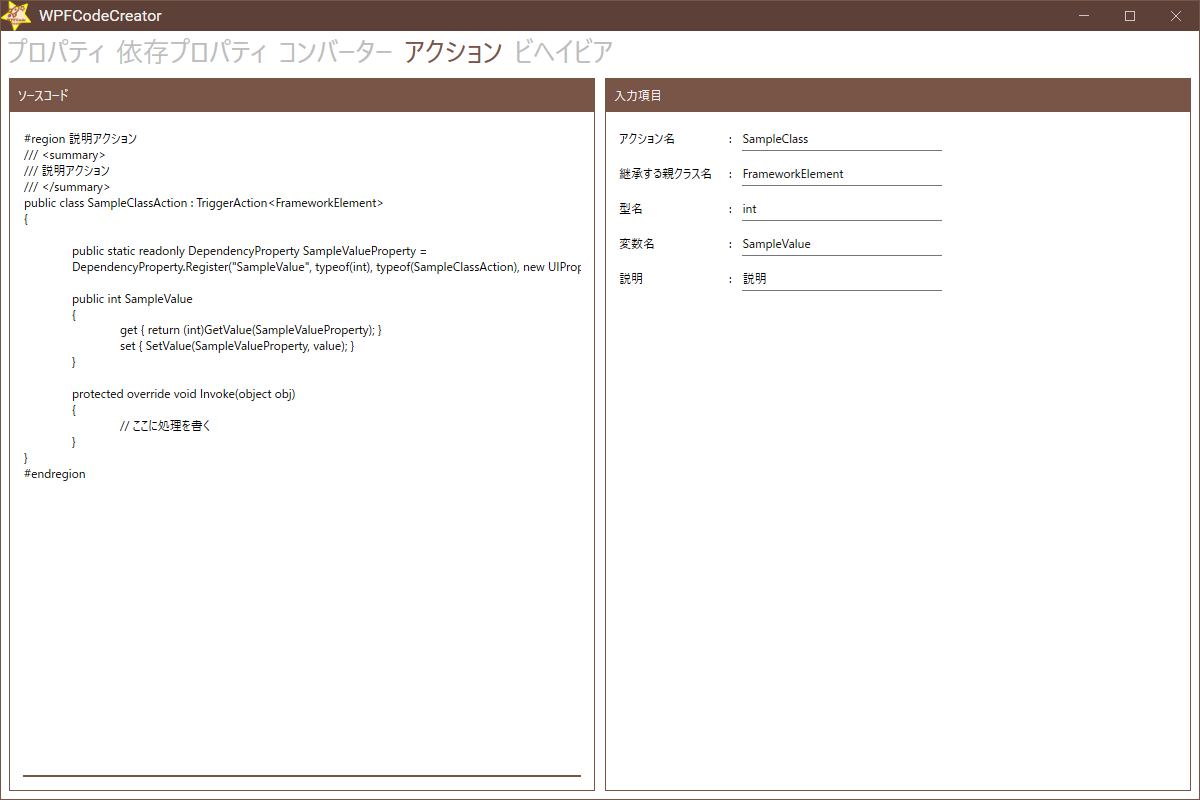 WPFCodeCreator
プロパティ 依存プロパティ コンバーター アクション ビヘイビア
ソースコード
#region 説明アクション
/// <summary>
/// 説明アクション
/// </summary>
public class SampleClassAction : TriggerAction<FrameworkElement>
{
public static readonly DependencyProperty SampleValueProperty =
DependencyProperty.Register("SampleValue", typeof(int), typeof(SampleClassAction), new UIProp
public int SampleValue
{
get { return (int)GetValue(SampleValueProperty); }
set { SetValue(SampleValueProperty, value); }
}
protected override void Invoke(object obj)
{
// ここに処理を書く
}
}
#endregion
入力項目
アクション名 : SampleClass
継承する親クラス名 : FrameworkElement
型名 : int
変数名 : SampleValue
説明 : 説明